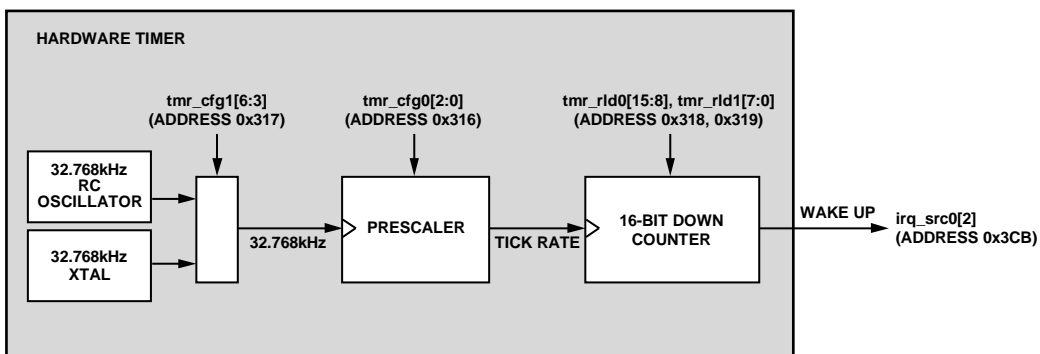 HARDWARE TIMER
tmr_cfg1[6:3]
(ADDRESS 0x317)
tmr_cfg0[2:0]
(ADDRESS 0x316)
tmr_rld0[15:8], tmr_rld1[7:0]
(ADDRESS 0x318, 0x319)
32.768kHz
RC
OSCILLATOR
32.768kHz
XTAL
32.768kHz
PRESCALER
TICK RATE
16-BIT DOWN
COUNTER
WAKE UP
irq_src0[2]
(ADDRESS 0x3CB)